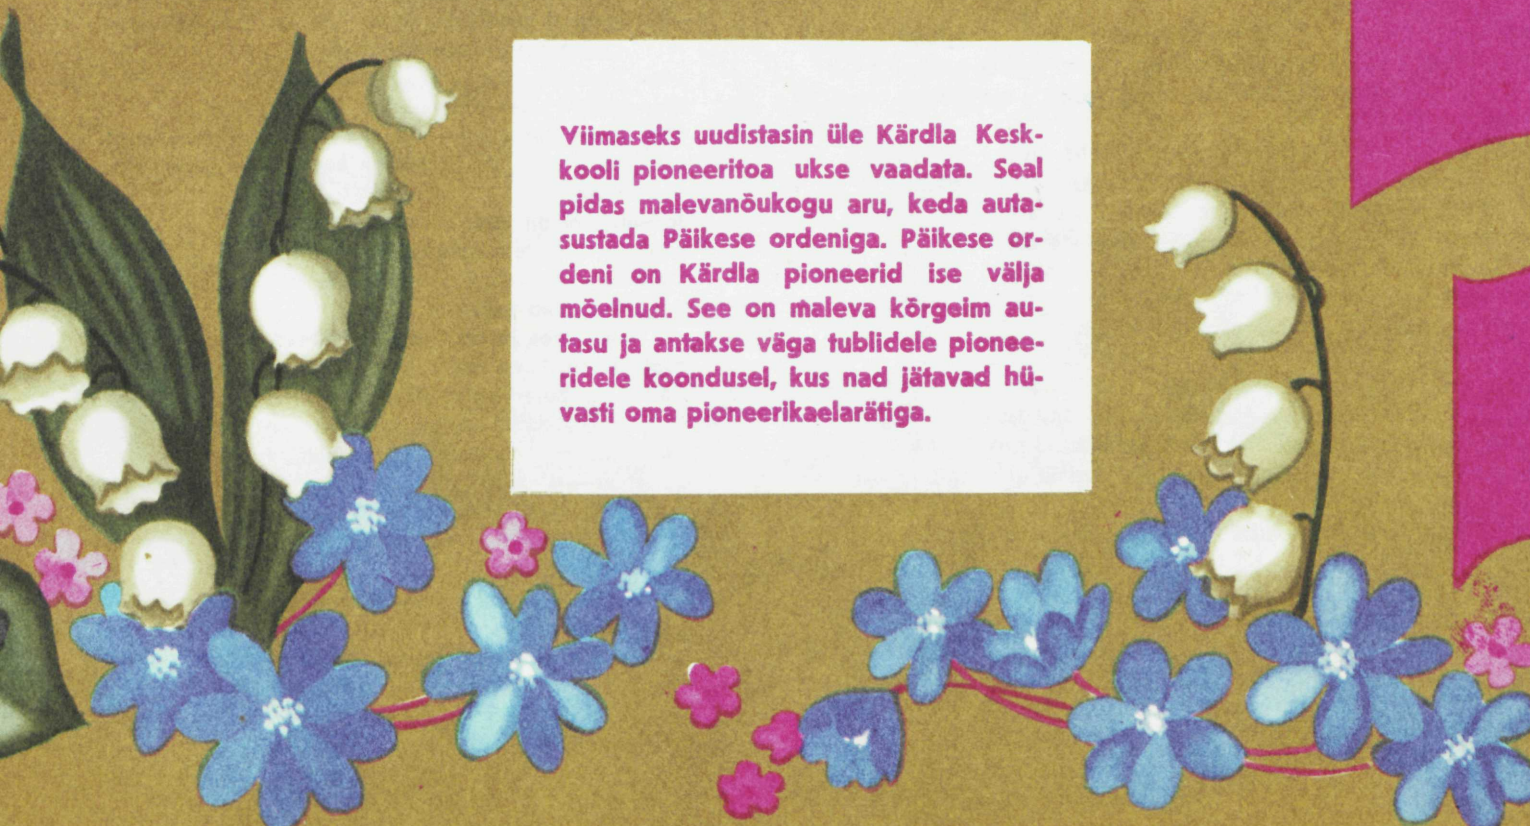 Viimaseks uudistasin üle Kärdla Kesk-
kooli pioneeritoa ukse vaadata. Seal
pidas malevanõukogu aru, keda auta-
sustada Päikese ordeniga. Päikese or-
deni on Kärdla pioneerid ise välja
mõelnud. See on maleva kõrgeim au-
tasu ja antakse väga tublidele pionee-
ridele koondusel, kus nad jätavad hü-
vasti oma pioneerikaelarätiga.